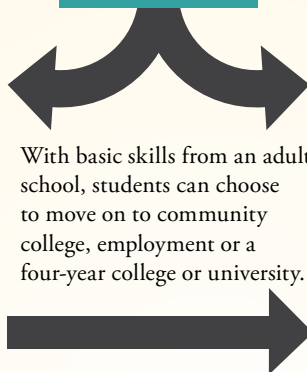 With basic skills from an adult
school, students can choose
to move on to community
college, employment or a
four-year college or university.